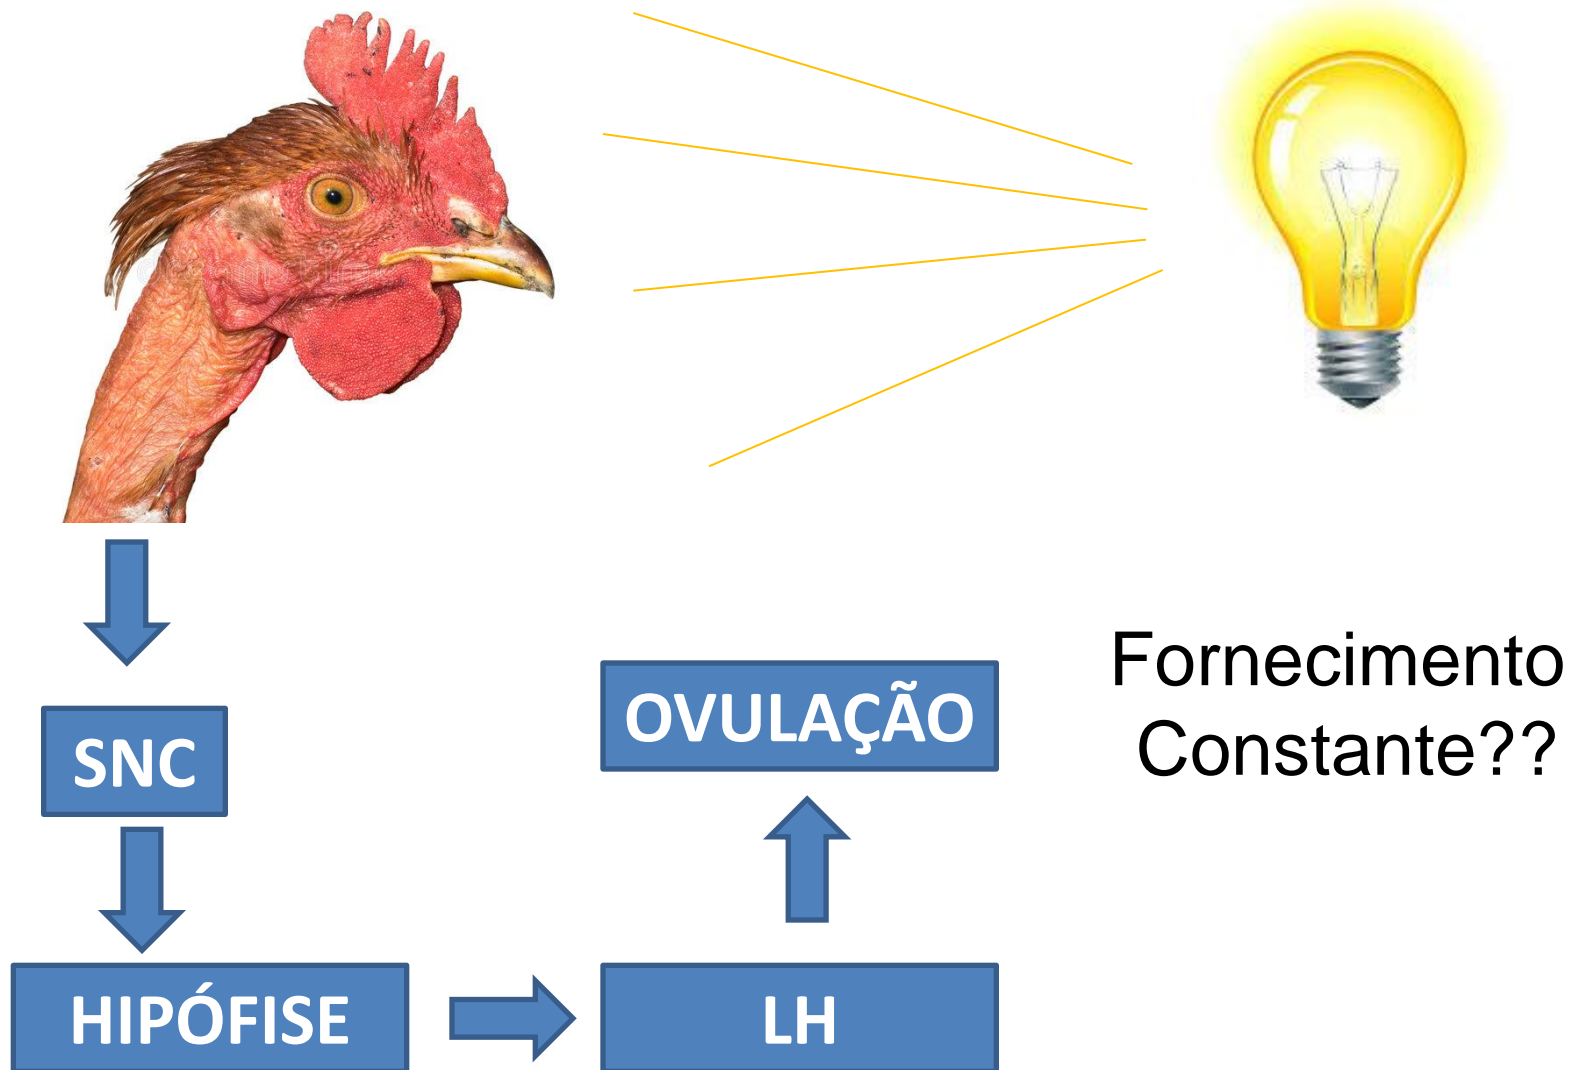 SNC
HIPÓFISE
LH
OVULAÇÃO
Fornecimento
Constante??